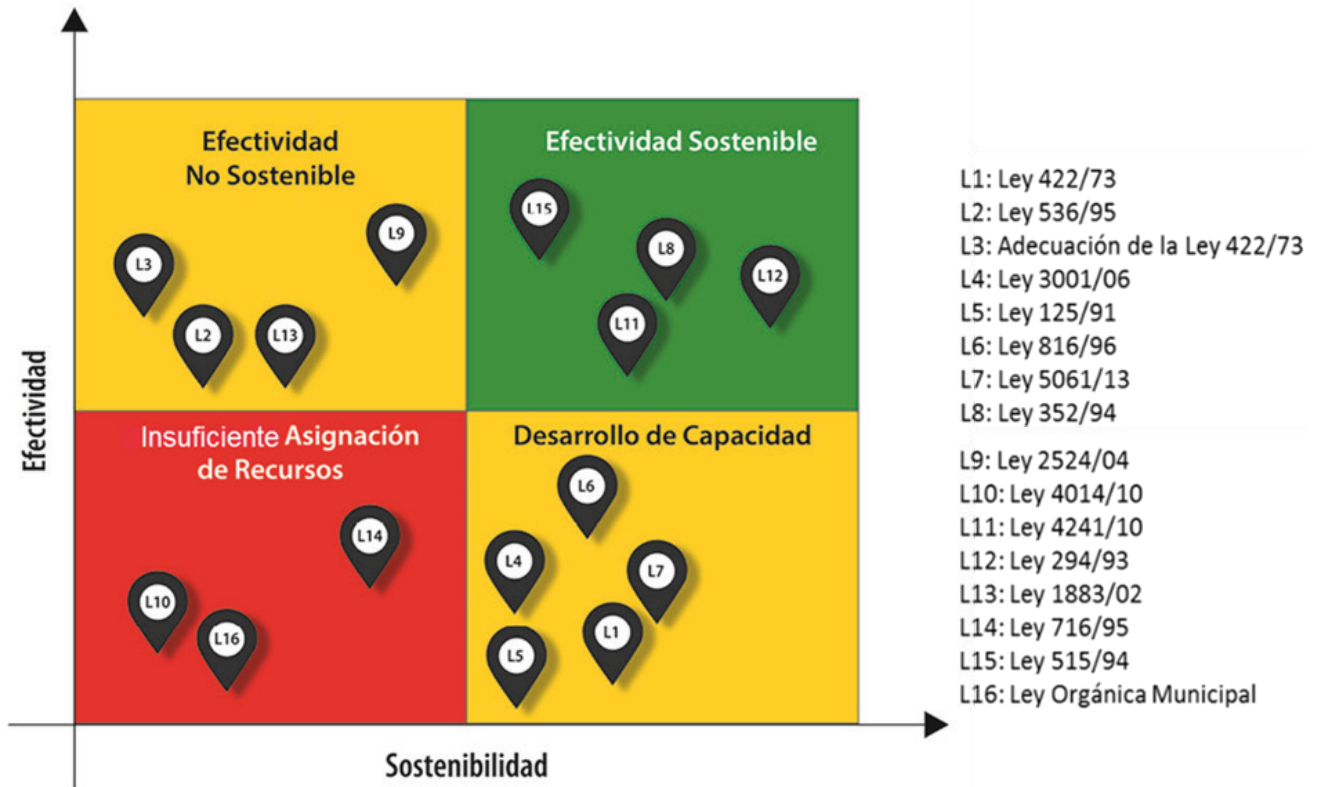 Efectividad
No Sostenible
Efectividad Sostenible
L15
L9
L8
L3
L12
L11
L2
L13
Insuficiente Asignación
de Recursos
Desarrollo de Capacidad
L6
L14
L4
L7
L10
L16
L1
L5
Efectividad
Sostenibilidad
L1: Ley 422/73
L2: Ley 536/95
L3: Adecuación de la Ley 422/73
L4: Ley 3001/06
L5: Ley 125/91
L6: Ley 816/96
L7: Ley 5061/13
L8: Ley 352/94
L9: Ley 2524/04
L10: Ley 4014/10
L11: Ley 4241/10
L12: Ley 294/93
L13: Ley 1883/02
L14: Ley 716/95
L15: Ley 515/94
L16: Ley Orgánica Municipal